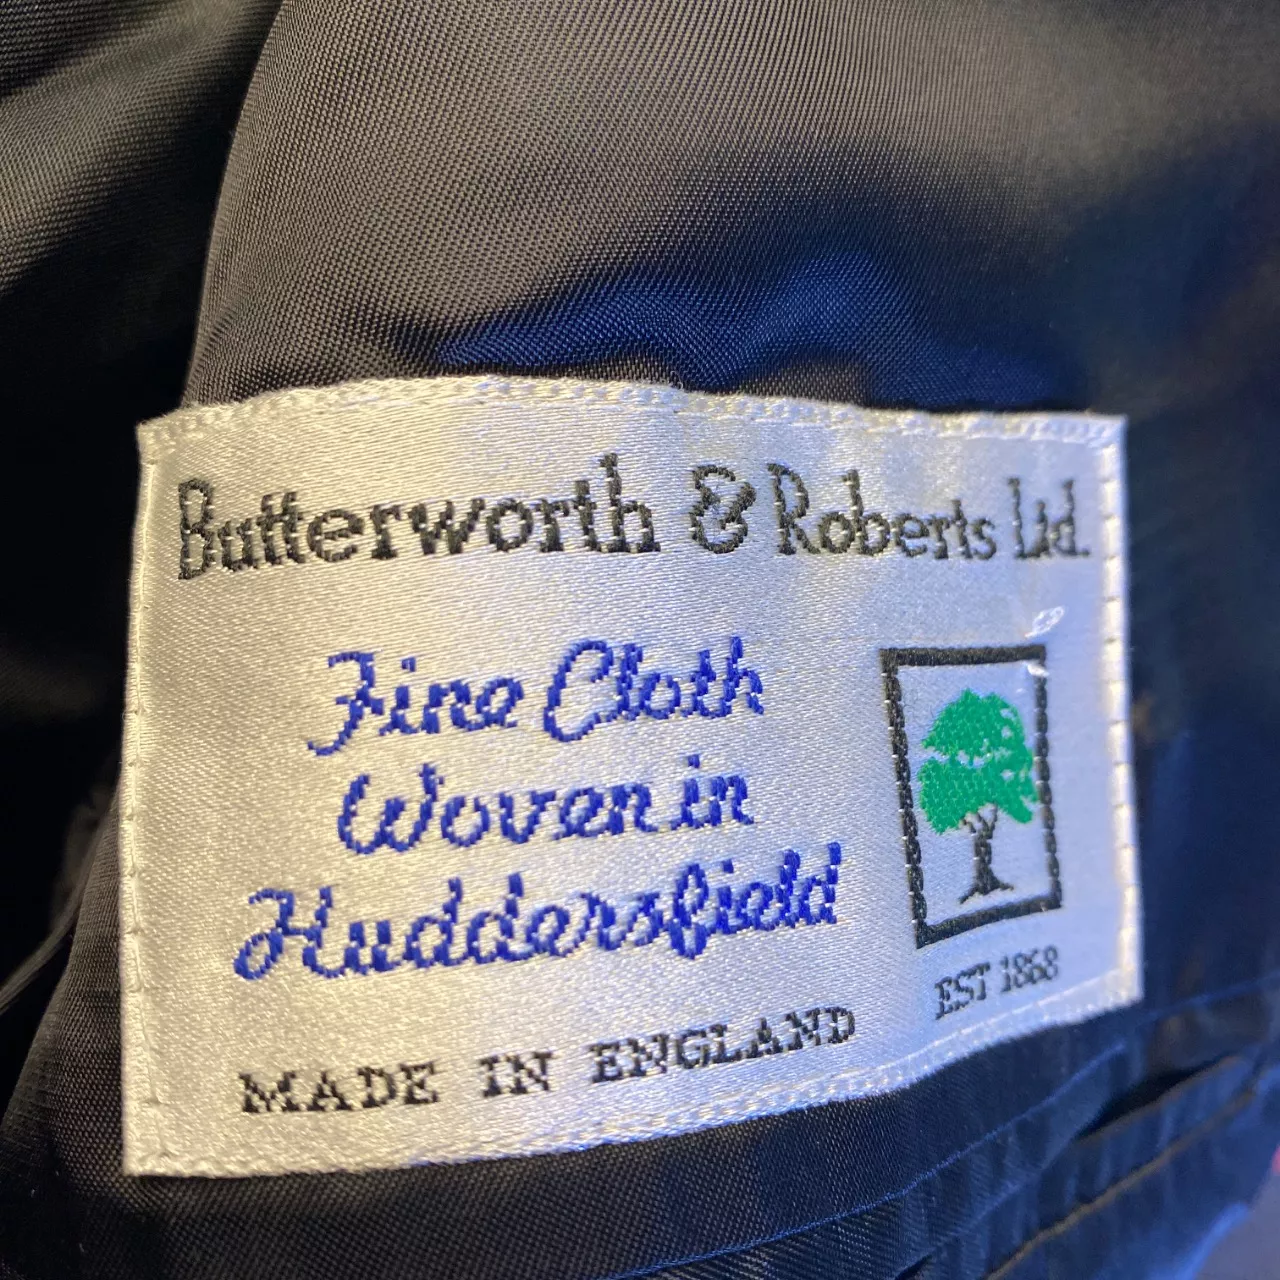 Butterworth & Roberts Ltd.
Fine Cloth
Woven in
Huddersfield
EST 1868
MADE IN ENGLAND